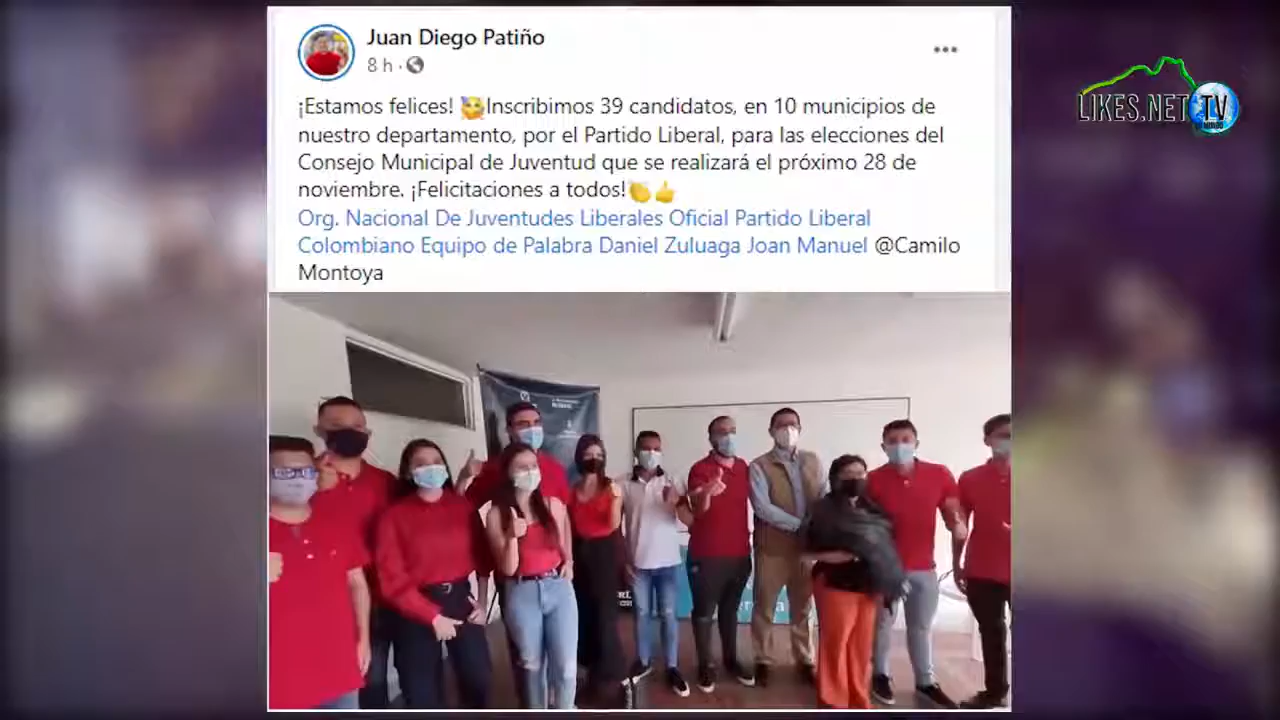 Juan Diego Patiño
8 h ·
¡Estamos felices! 🥳Inscribimos 39 candidatos, en 10 municipios de
nuestro departamento, por el Partido Liberal, para las elecciones del
Consejo Municipal de Juventud que se realizará el próximo 28 de
noviembre. ¡Felicitaciones a todos!👏👍
Org. Nacional De Juventudes Liberales Oficial Partido Liberal
Colombiano Equipo de Palabra Daniel Zuluaga Joan Manuel @Camilo
Montoya
LIKES.NET TV